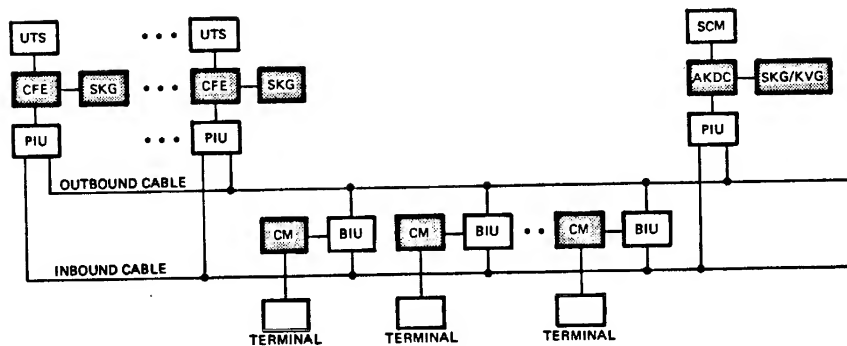 UTS • • • UTS SCM
CFE SKG • • • CFE SKG AKDC SKG/KVG
PIU • • • PIU PIU
OUTBOUND CABLE
CM BIU CM BIU • • CM BIU
INBOUND CABLE
TERMINAL TERMINAL TERMINAL